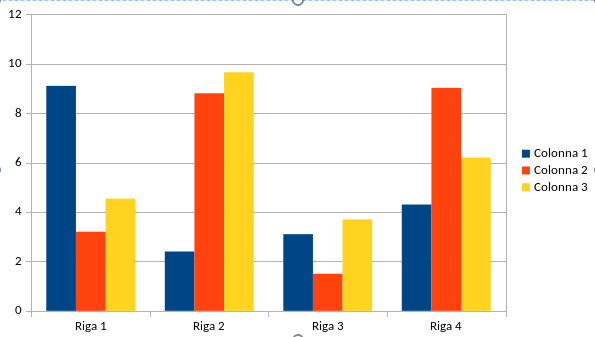 12
10
8
6
4
2
0
Riga 1
Riga 2
Riga 3
Riga 4
Colonna 1
Colonna 2
Colonna 3